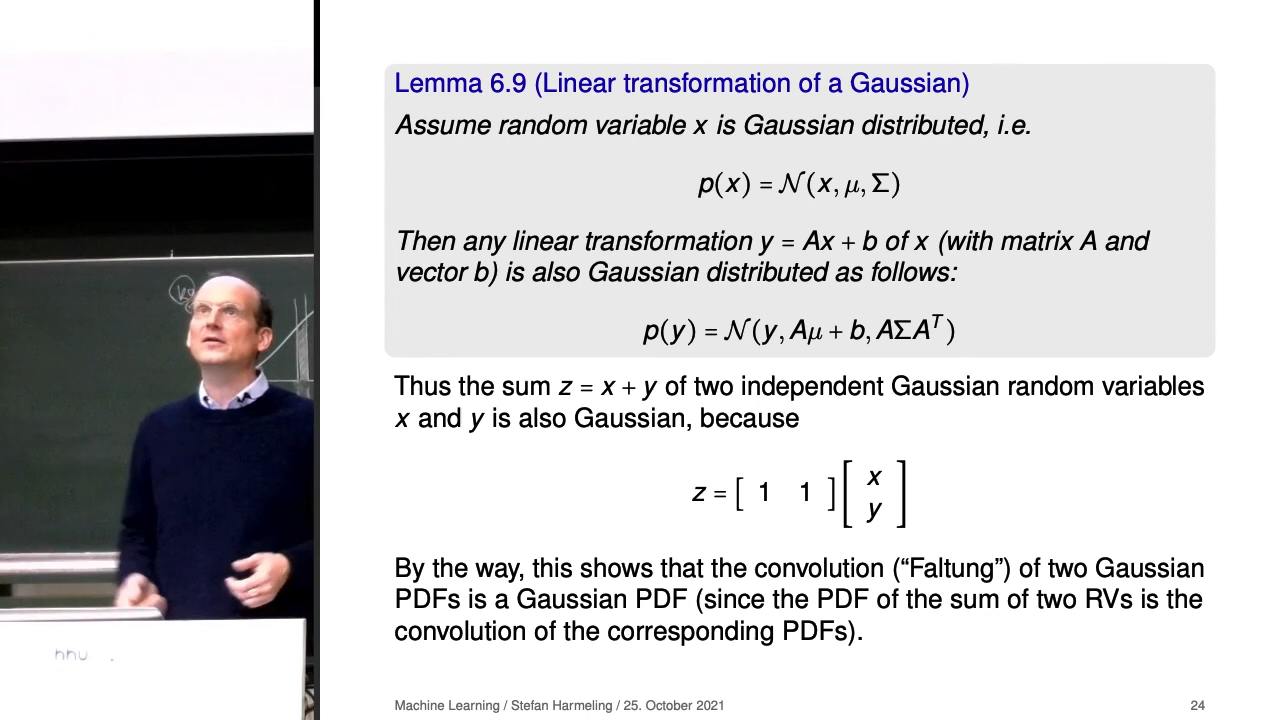 Lemma 6.9 (Linear transformation of a Gaussian)
Assume random variable x is Gaussian distributed, i.e.
p(x) = 𝒩(x, μ, Σ)
Then any linear transformation y = Ax + b of x (with matrix A and
vector b) is also Gaussian distributed as follows:
p(y) = 𝒩(y, Aμ + b, AΣAᵀ)
Thus the sum z = x + y of two independent Gaussian random variables
x and y is also Gaussian, because
z = [ 1 1 ] [ x
y ]
By the way, this shows that the convolution (“Faltung”) of two Gaussian
PDFs is a Gaussian PDF (since the PDF of the sum of two RVs is the
convolution of the corresponding PDFs).
Machine Learning / Stefan Harmeling / 25. October 2021 24
hhu